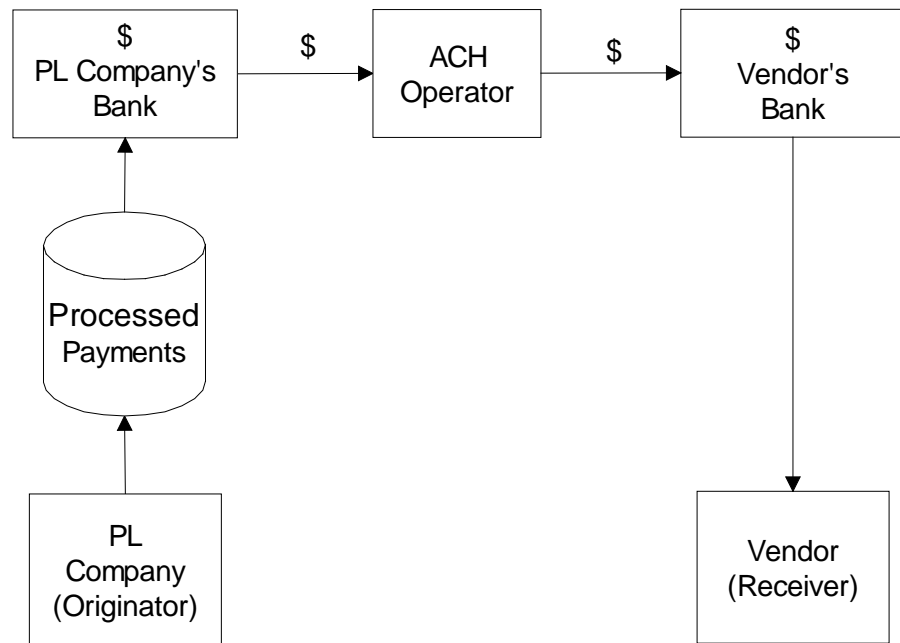 $
PL Company's
Bank
$
ACH
Operator
$
$
Vendor's
Bank
Processed
Payments
PL
Company
(Originator)
Vendor
(Receiver)